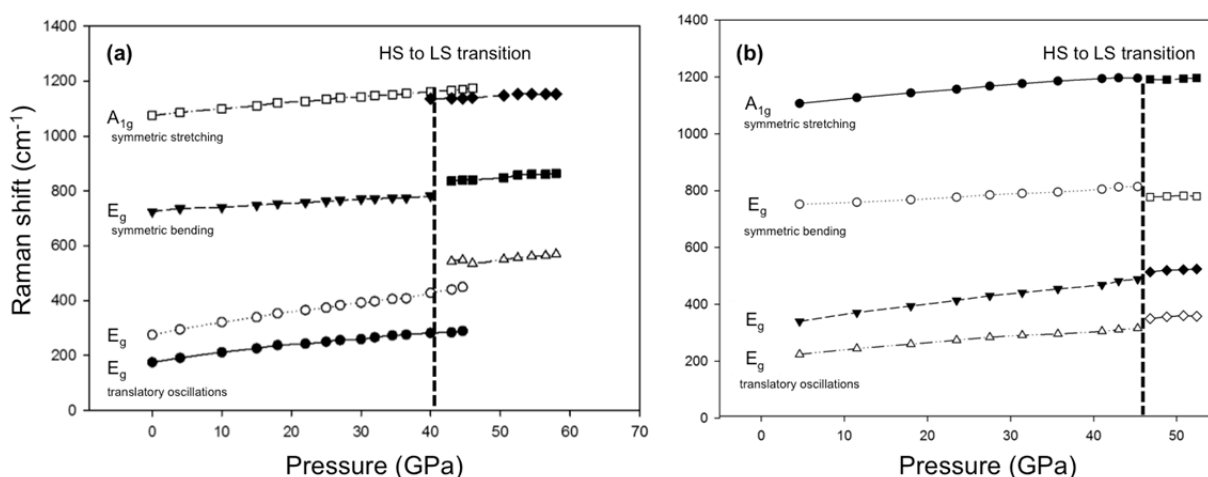 (a)
HS to LS transition
1400
1200
1000
800
600
400
200
0
A1g
symmetric stretching
Eg
symmetric bending
Eg
Eg
translatory oscillations
0 10 20 30 40 50 60 70
Pressure (GPa)
Raman shift (cm-1)
(b)
HS to LS transition
1400
1200
1000
800
600
400
200
0
A1g
symmetric stretching
Eg
symmetric bending
Eg
Eg
translatory oscillations
0 10 20 30 40 50
Pressure (GPa)